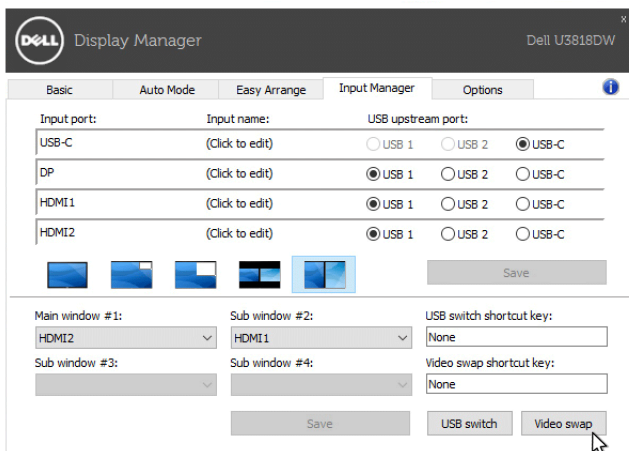 x
DELL Display Manager Dell U3818DW
Basic Auto Mode Easy Arrange Input Manager Options i
Input port: Input name: USB upstream port:
USB-C (Click to edit) USB 1 USB 2 USB-C
DP (Click to edit) USB 1 USB 2 USB-C
HDMI1 (Click to edit) USB 1 USB 2 USB-C
HDMI2 (Click to edit) USB 1 USB 2 USB-C
Save
Main window #1: Sub window #2: USB switch shortcut key:
HDMI2 HDMI1 None
Sub window #3: Sub window #4: Video swap shortcut key:
None
Save USB switch Video swap